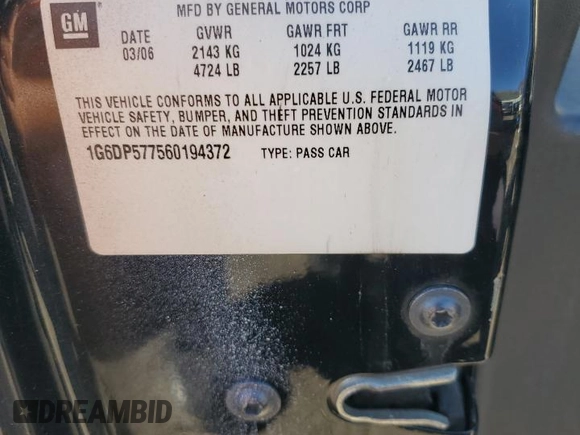 GM
MFD BY GENERAL MOTORS CORP
DATE GVWR GAWR FRT GAWR RR
03/06 2143 KG 1024 KG 1119 KG
4724 LB 2257 LB 2467 LB
THIS VEHICLE CONFORMS TO ALL APPLICABLE U.S. FEDERAL MOTOR
VEHICLE SAFETY, BUMPER, AND THEFT PREVENTION STANDARDS IN
EFFECT ON THE DATE OF MANUFACTURE SHOWN ABOVE.
1G6DP577560194372 TYPE: PASS CAR
DREAMBID